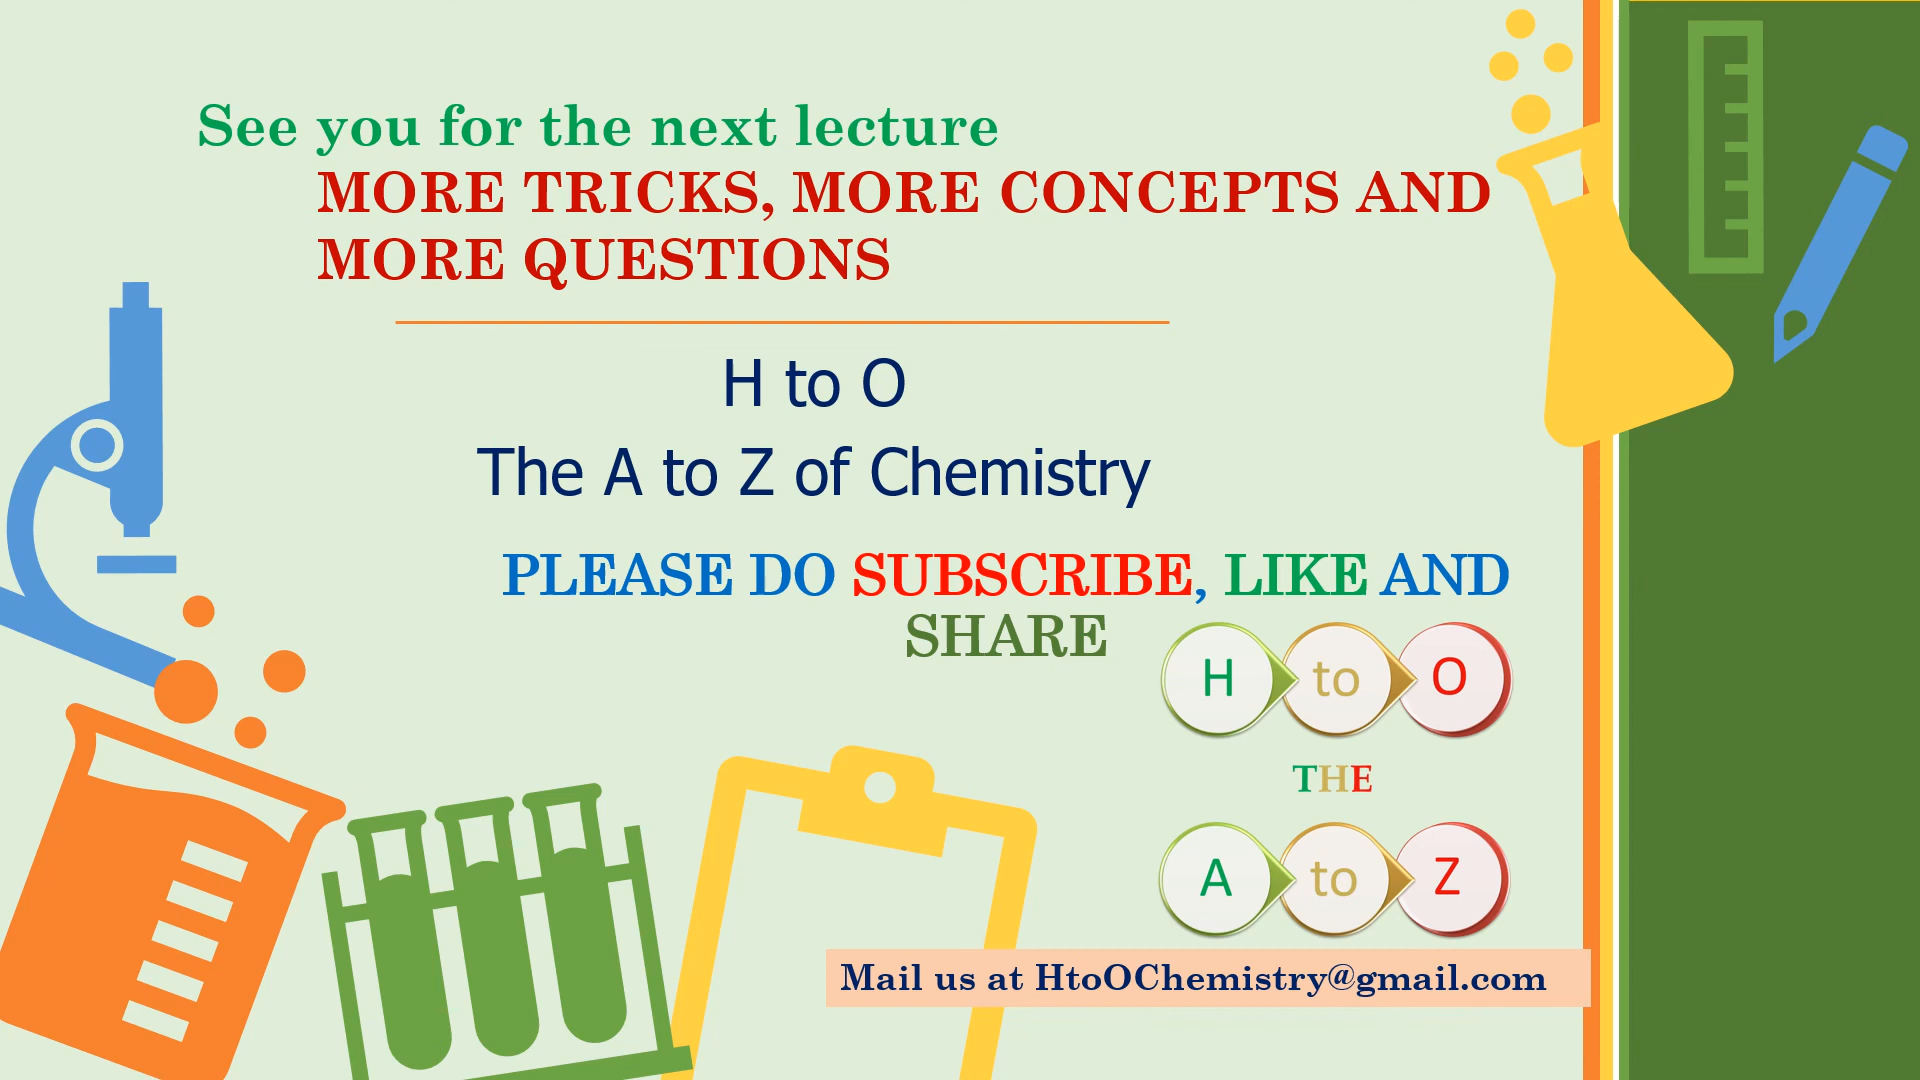 See you for the next lecture
MORE TRICKS, MORE CONCEPTS AND
MORE QUESTIONS
H to O
The A to Z of Chemistry
PLEASE DO SUBSCRIBE, LIKE AND
SHARE
H to O
THE
A to Z
Mail us at HtoOChemistry@gmail.com